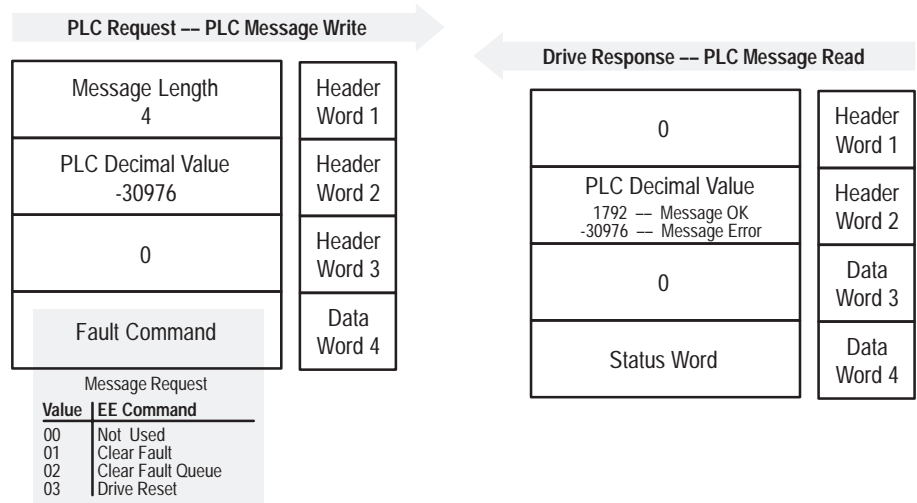 PLC Request –– PLC Message Write
Message Length
4
Header
Word 1
PLC Decimal Value
-30976
Header
Word 2
0
Header
Word 3
Fault Command
Data
Word 4
Message Request
Value EE Command
00 Not Used
01 Clear Fault
02 Clear Fault Queue
03 Drive Reset
Drive Response –– PLC Message Read
0
Header
Word 1
PLC Decimal Value
1792 –– Message OK
-30976 –– Message Error
Header
Word 2
0
Data
Word 3
Status Word
Data
Word 4